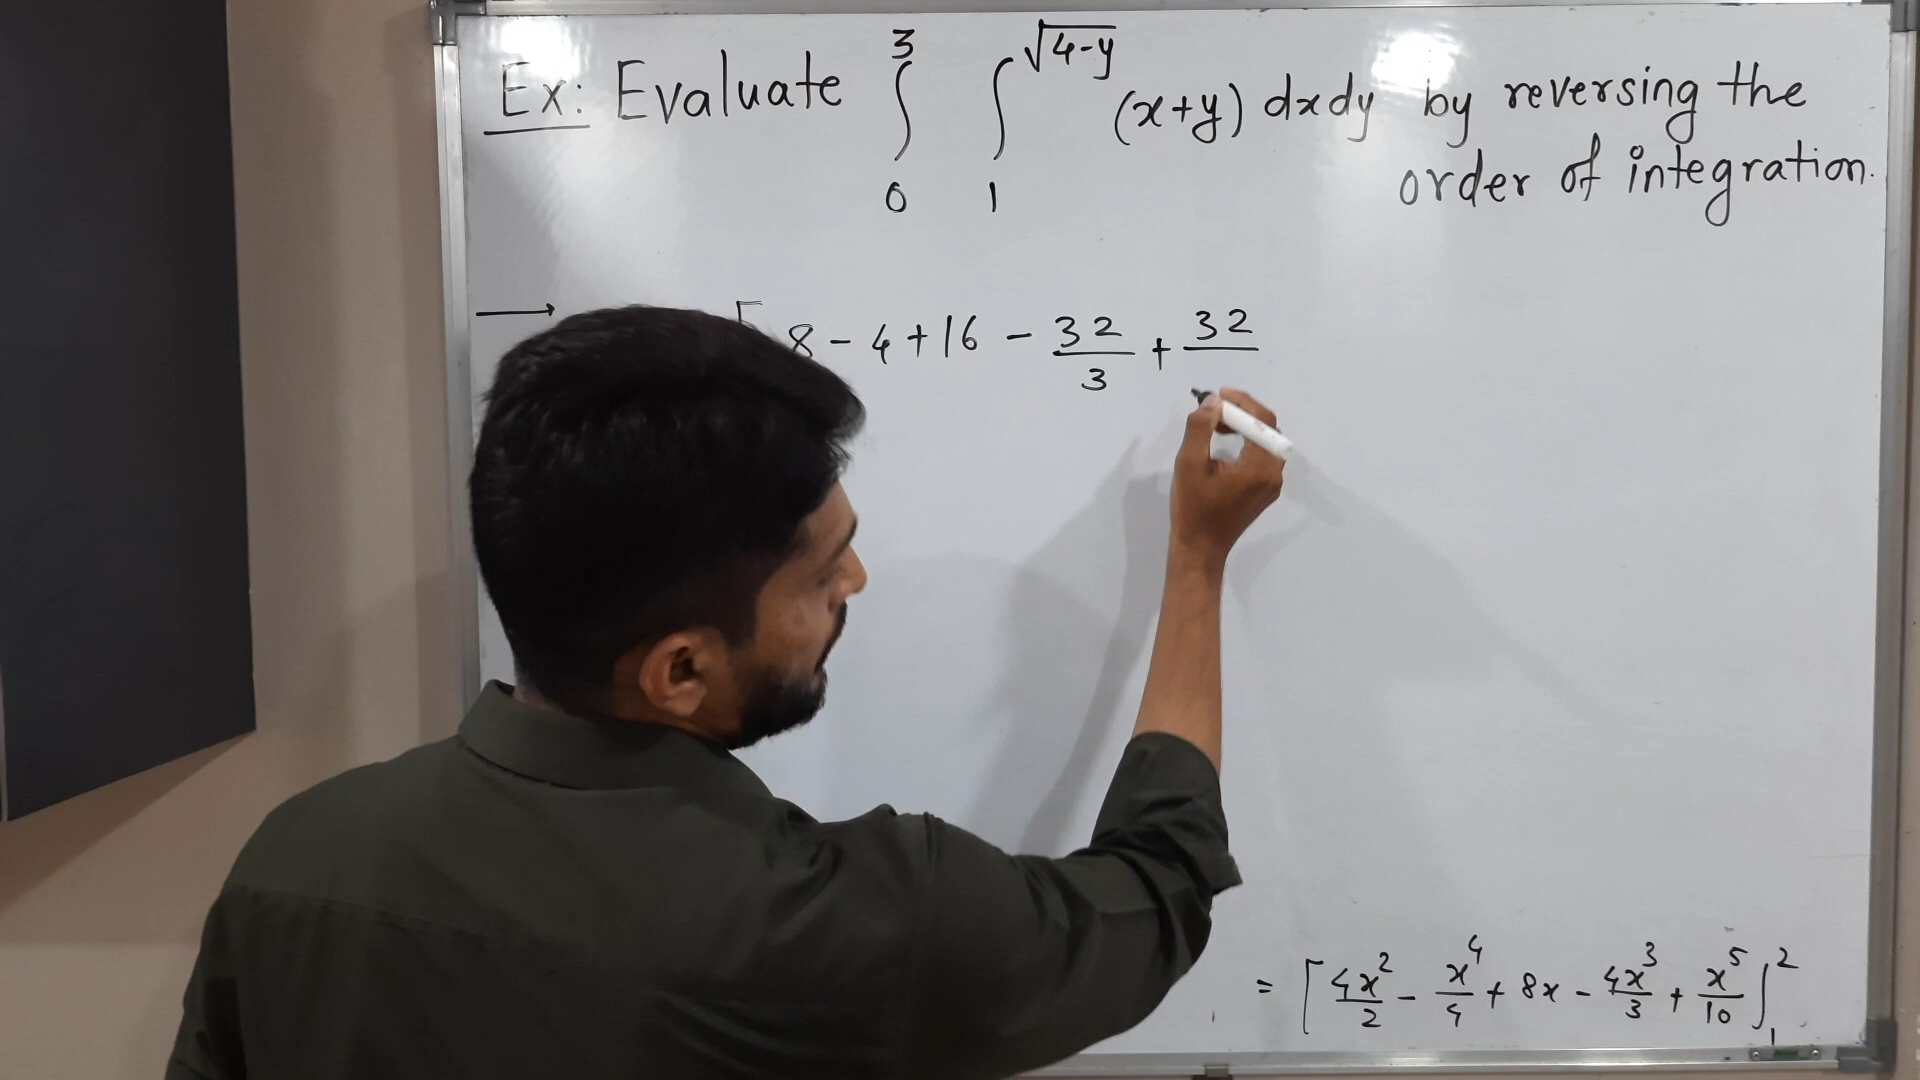 Ex: Evaluate ∫₀³ ∫₁^√(4-y) (x+y) dxdy by reversing the
order of integration.
→ [ 8 - 4 + 16 - 32/3 + 32/
= [ 4x²/2 - x⁴/4 + 8x - 4x³/3 + x⁵/10 ]₁²